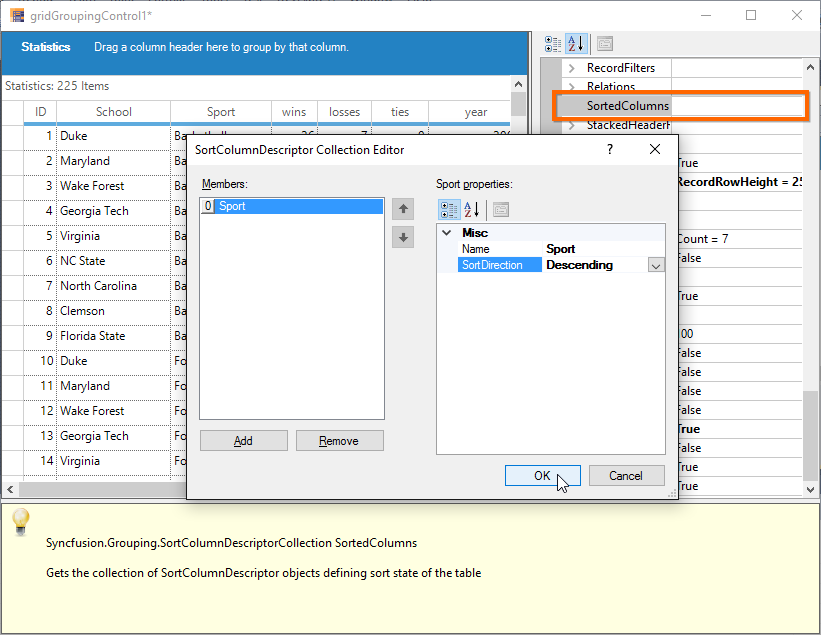 gridGroupingControl1*
Statistics Drag a column header here to group by that column.
Statistics: 225 Items
ID School Sport wins losses ties year
1 Duke
2 Maryland Ba
3 Wake Forest Ba
4 Georgia Tech Ba
5 Virginia Ba
6 NC State Ba
7 North Carolina Ba
8 Clemson Ba
9 Florida State Ba
10 Duke Fo
11 Maryland Fo
12 Wake Forest Fo
13 Georgia Tech Fo
14 Virginia Fo
RecordFilters
Relations
SortedColumns
StackedHeaderR
True
RecordRowHeight = 25
Count = 7
False
True
100
False
False
False
False
True
False
True
True
SortColumnDescriptor Collection Editor ?
Members:
0 Sport
Add Remove
Sport properties:
Misc
Name Sport
SortDirection Descending
OK Cancel
Syncfusion.Grouping.SortColumnDescriptorCollection SortedColumns
Gets the collection of SortColumnDescriptor objects defining sort state of the table